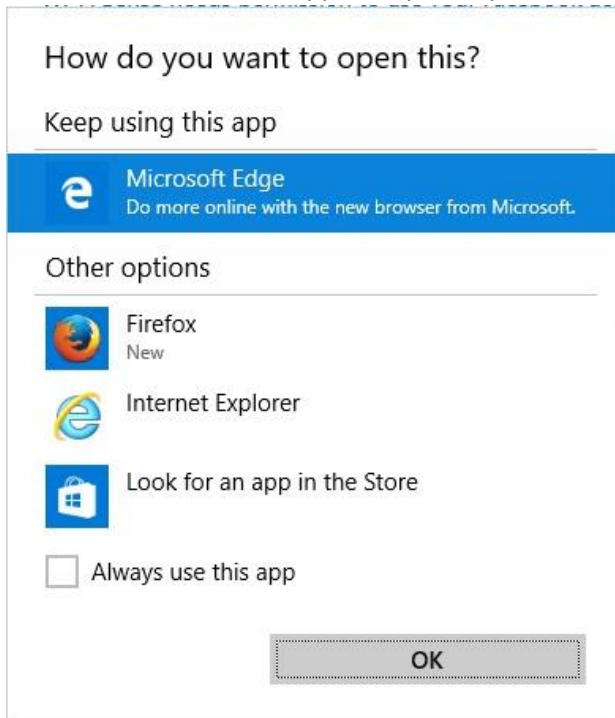 How do you want to open this?
Keep using this app
Microsoft Edge
Do more online with the new browser from Microsoft.
Other options
Firefox
New
Internet Explorer
Look for an app in the Store
Always use this app
OK